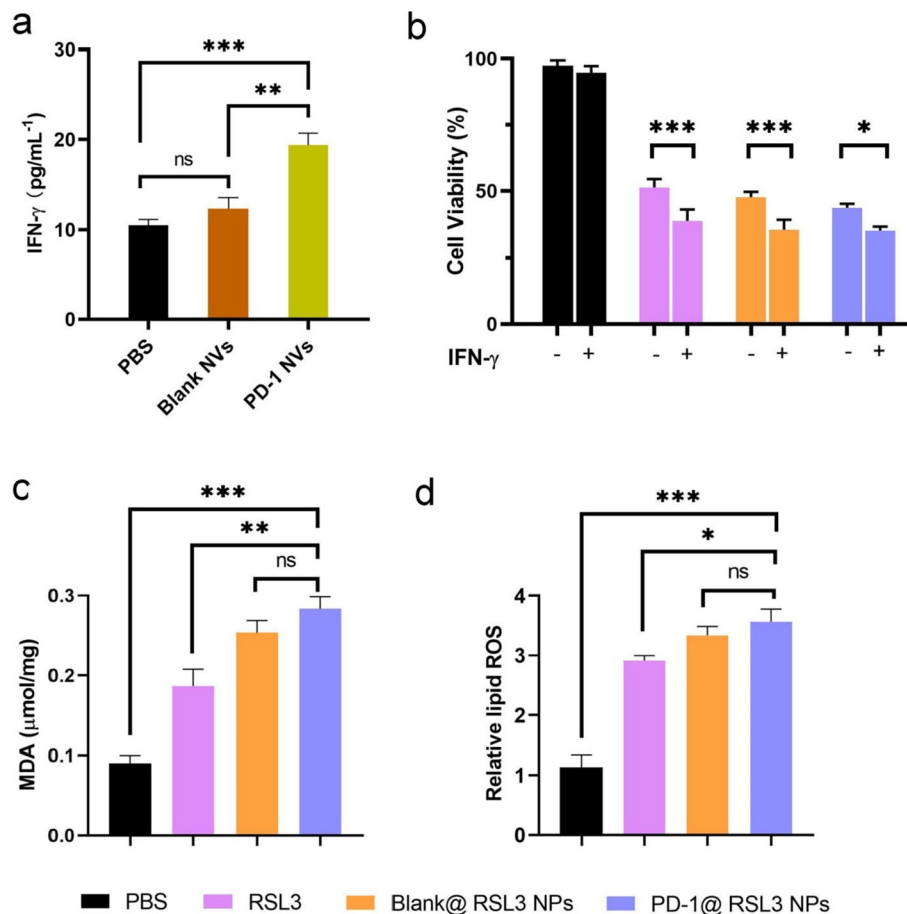 a
***
**
ns
30
20
10
0
IFN-γ (pg/mL⁻¹)
PBS
Blank NVs
PD-1 NVs
b
***
***
*
100
50
0
Cell Viability (%)
IFN-γ - + - + - + - +
c
***
**
ns
0.3
0.2
0.1
0.0
MDA (μmol/mg)
d
***
*
ns
4
3
2
1
0
Relative lipid ROS
PBS RSL3 Blank@ RSL3 NPs PD-1@ RSL3 NPs